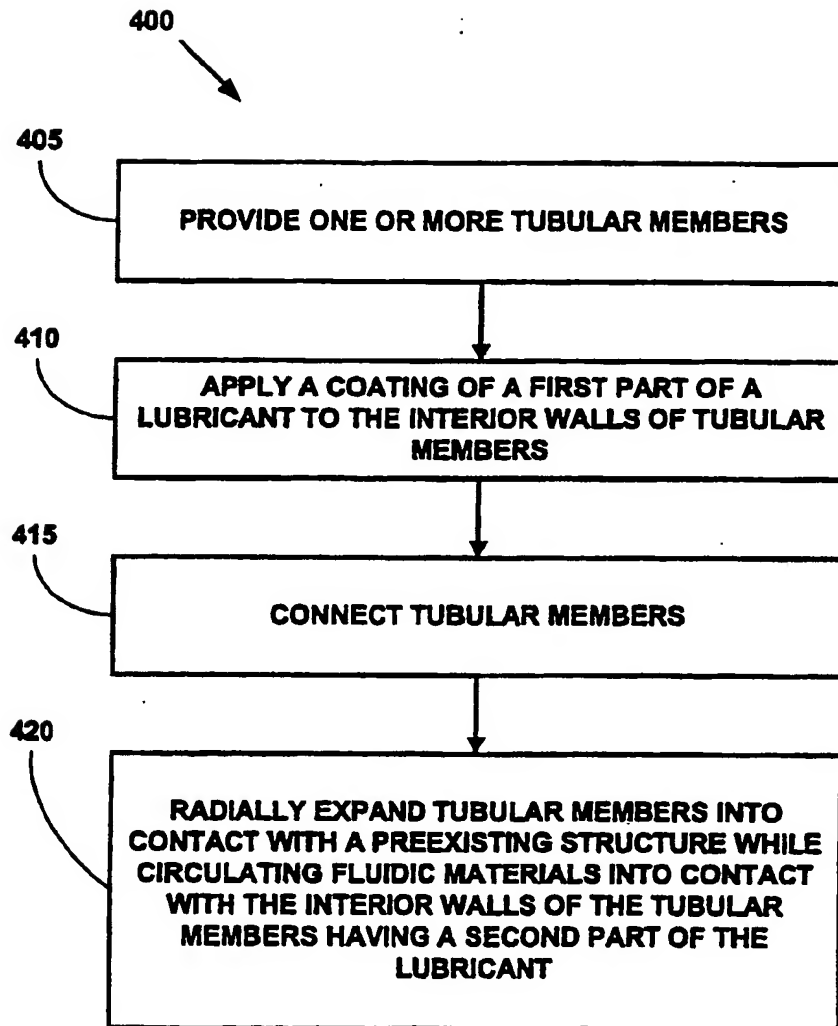 400
405
PROVIDE ONE OR MORE TUBULAR MEMBERS
410
APPLY A COATING OF A FIRST PART OF A
LUBRICANT TO THE INTERIOR WALLS OF TUBULAR
MEMBERS
415
CONNECT TUBULAR MEMBERS
420
RADIALLY EXPAND TUBULAR MEMBERS INTO
CONTACT WITH A PREEXISTING STRUCTURE WHILE
CIRCULATING FLUIDIC MATERIALS INTO CONTACT
WITH THE INTERIOR WALLS OF THE TUBULAR
MEMBERS HAVING A SECOND PART OF THE
LUBRICANT